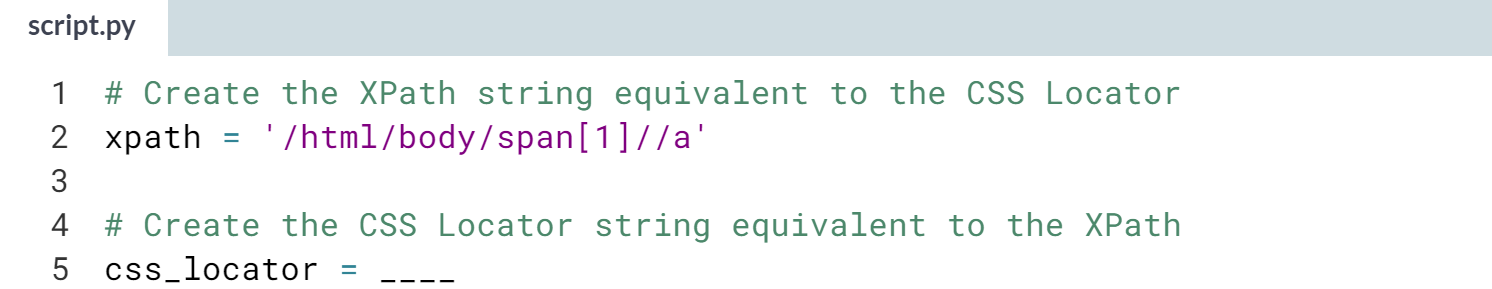 script.py
1 # Create the XPath string equivalent to the CSS Locator
2 xpath = '/html/body/span[1]//a'
3
4 # Create the CSS Locator string equivalent to the XPath
5 css_locator = ____